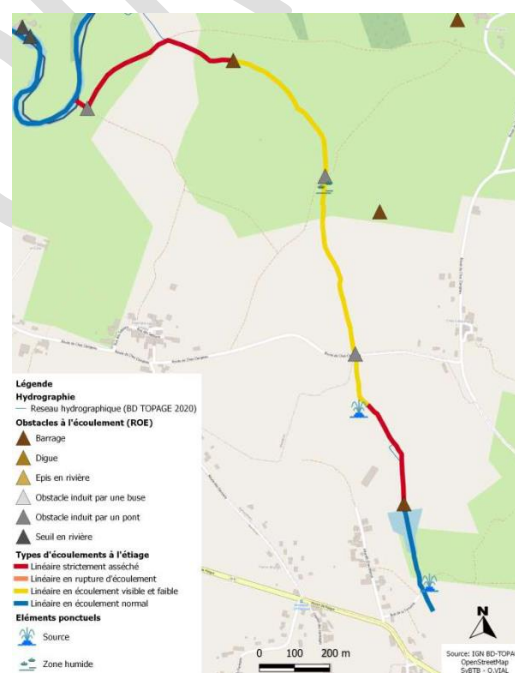 Légende
Hydrographie
Reseau hydrographique (BD TOPAGE 2020)
Obstacles à l'écoulement (ROE)
Barrage
Digue
Epis en rivière
Obstacle induit par une buse
Obstacle induit par un pont
Seuil en rivière
Types d'écoulements à l'étiage
Linéaire strictement asséché
Linéaire en rupture d'écoulement
Linéaire en écoulement visible et faible
Linéaire en écoulement normal
Eléments ponctuels
Source
Zone humide
0 100 200 m
N
Source: IGN BD-TOPA
OpenStreetMap
SvBTB - O.VIAL